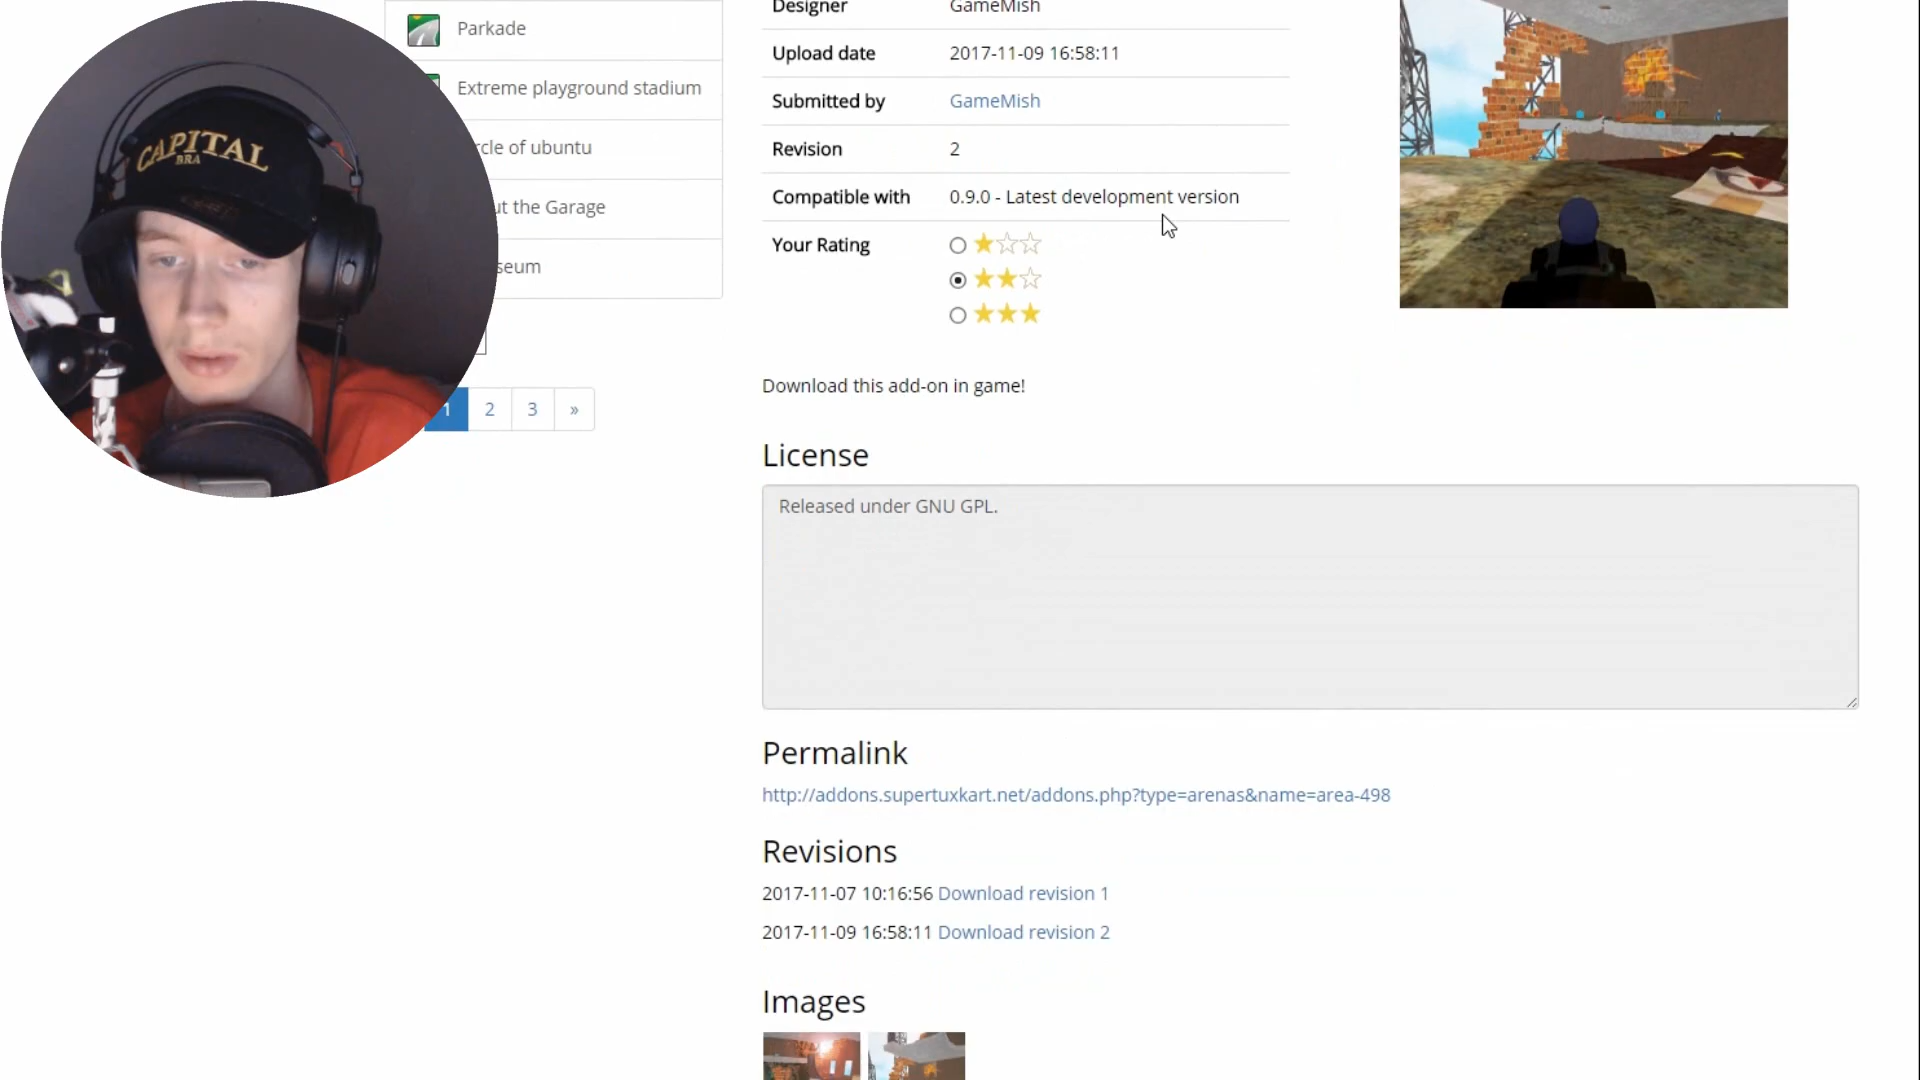 CAPITAL
BRA
Parkade
Extreme playground stadium
rcle of ubuntu
ut the Garage
seum
1 2 3 »
Designer GameMish
Upload date 2017-11-09 16:58:11
Submitted by GameMish
Revision 2
Compatible with 0.9.0 - Latest development version
Your Rating
Download this add-on in game!
License
Released under GNU GPL.
Permalink
http://addons.supertuxkart.net/addons.php?type=arenas&name=area-498
Revisions
2017-11-07 10:16:56 Download revision 1
2017-11-09 16:58:11 Download revision 2
Images